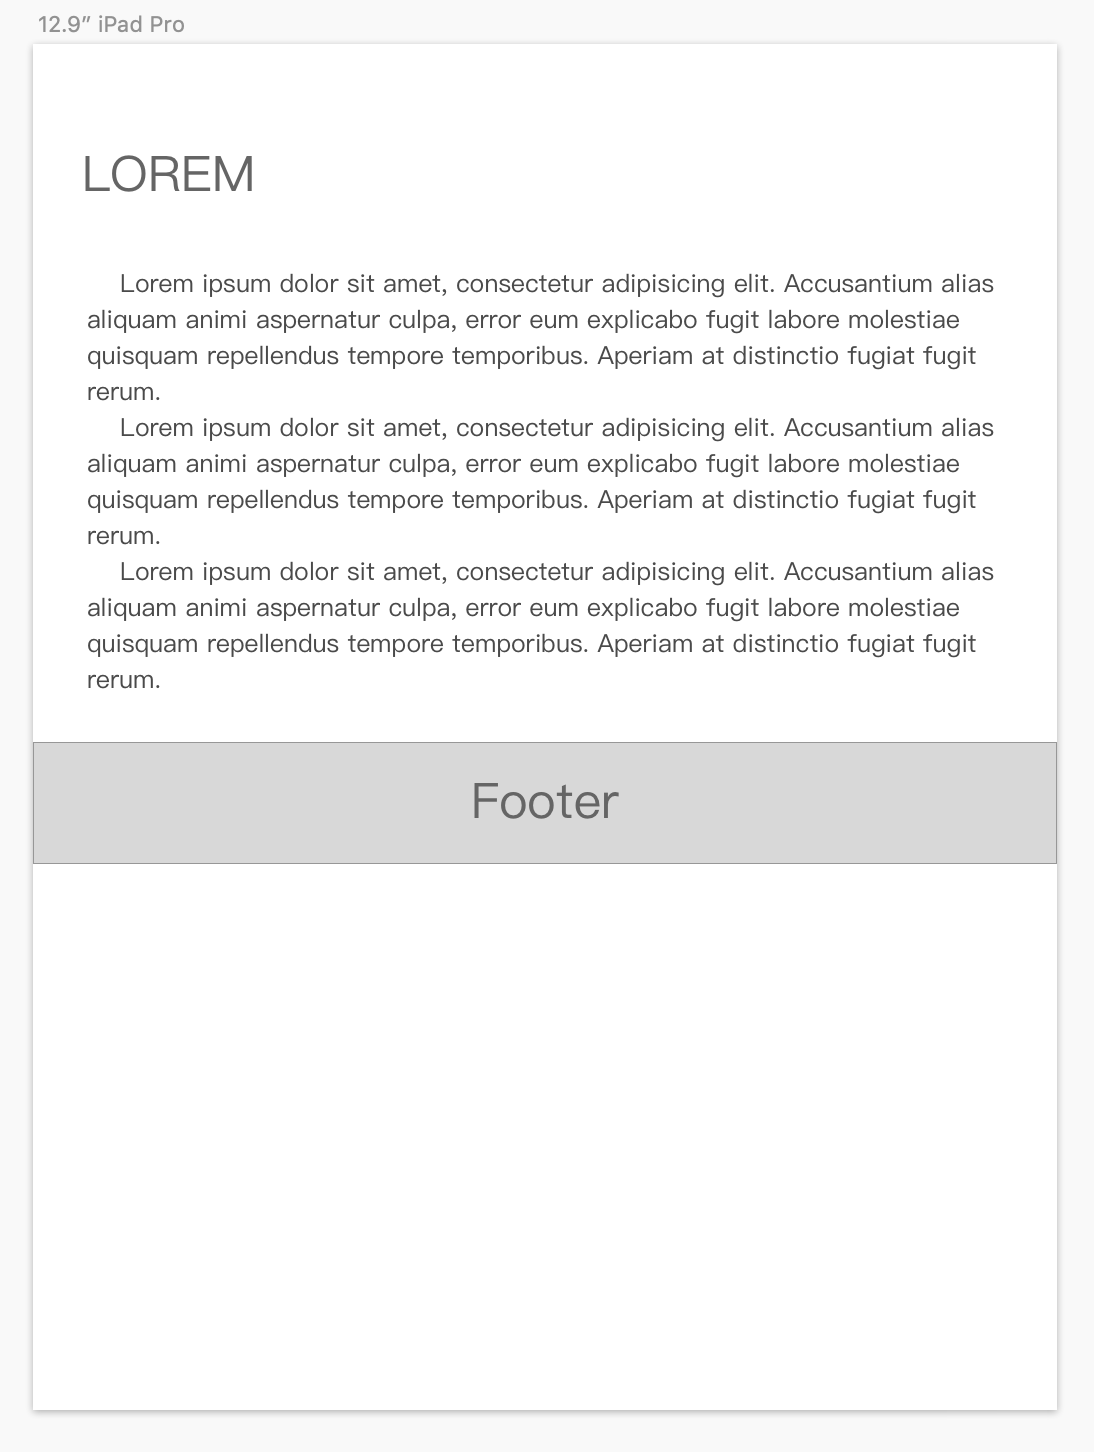 12.9” iPad Pro
LOREM
Lorem ipsum dolor sit amet, consectetur adipisicing elit. Accusantium alias
aliquam animi aspernatur culpa, error eum explicabo fugit labore molestiae
quisquam repellendus tempore temporibus. Aperiam at distinctio fugiat fugit
rerum.
Lorem ipsum dolor sit amet, consectetur adipisicing elit. Accusantium alias
aliquam animi aspernatur culpa, error eum explicabo fugit labore molestiae
quisquam repellendus tempore temporibus. Aperiam at distinctio fugiat fugit
rerum.
Lorem ipsum dolor sit amet, consectetur adipisicing elit. Accusantium alias
aliquam animi aspernatur culpa, error eum explicabo fugit labore molestiae
quisquam repellendus tempore temporibus. Aperiam at distinctio fugiat fugit
rerum.
Footer